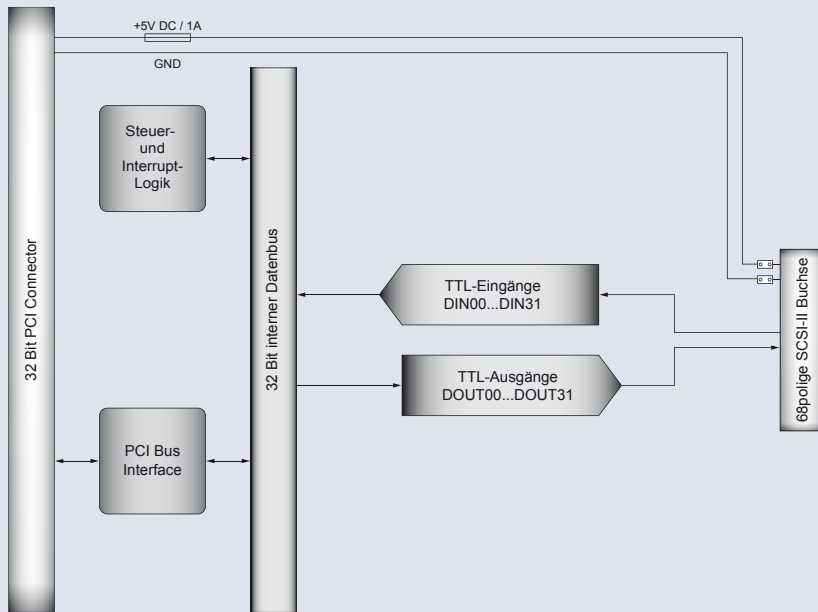 +5V DC / 1A
GND
Steuer-
und
Interrupt-
Logik
32 Bit PCI Connector
32 Bit interner Datenbus
TTL-Eingänge
DIN00...DIN31
TTL-Ausgänge
DOUT00...DOUT31
68polige SCSI-II Buchse
PCI Bus
Interface